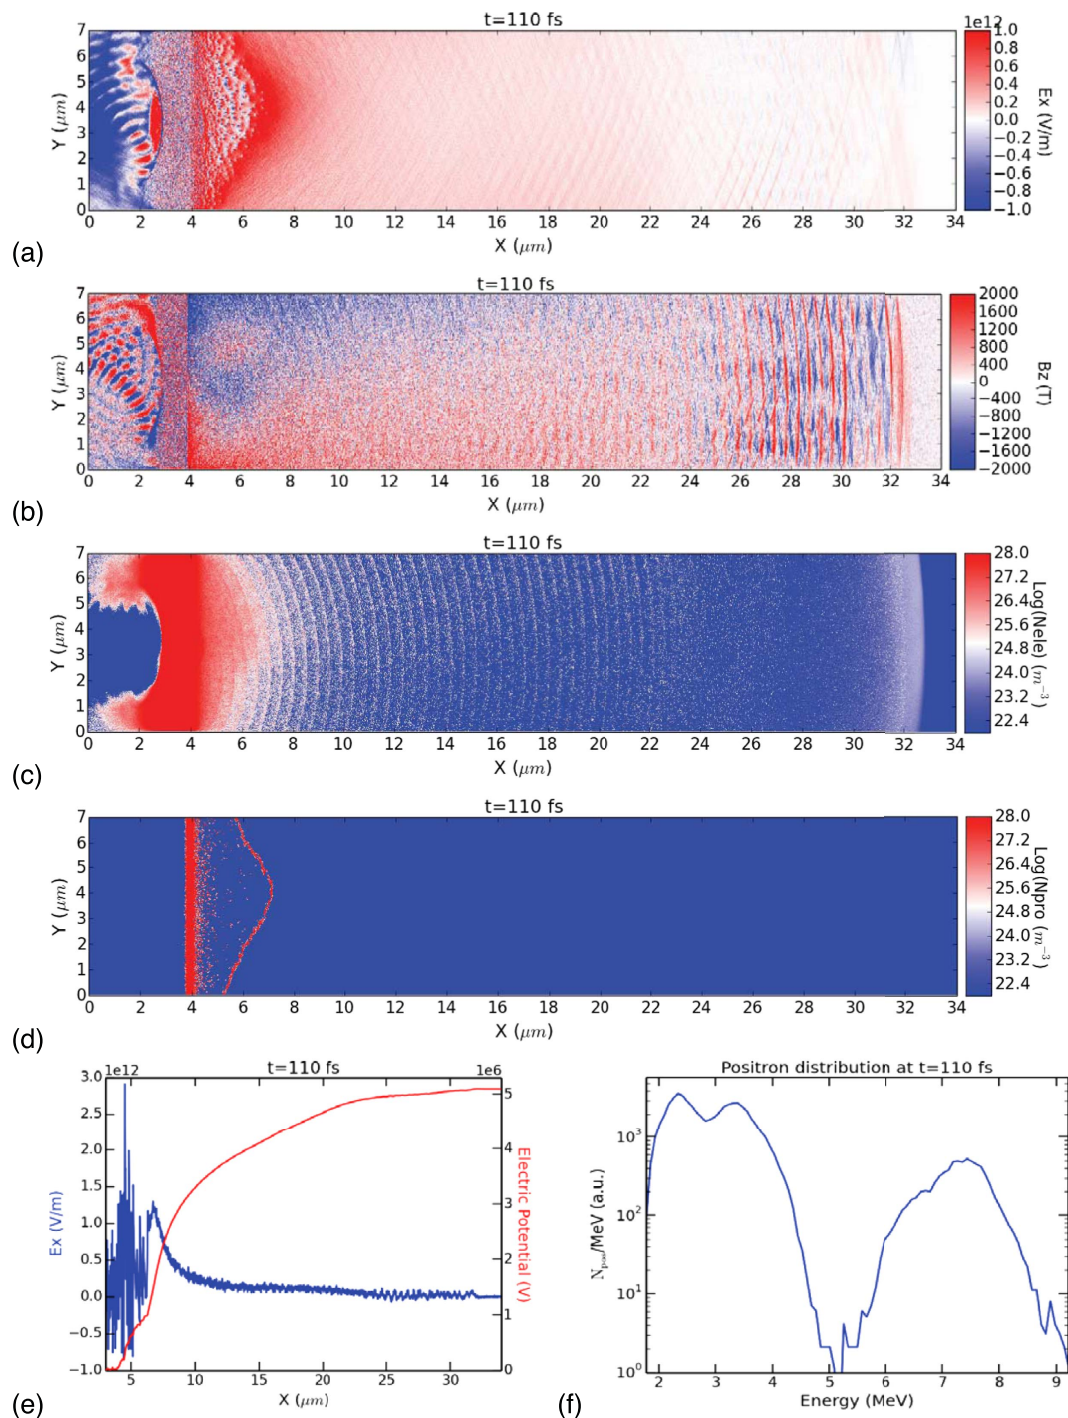 t=110 fs
1e12
7
6
5
4
3
2
1
0
Y (μm)
0 2 4 6 8 10 12 14 16 18 20 22 24 26 28 30 32 34
X (μm)
1.0
0.8
0.6
0.4
0.2
0.0
−0.2
−0.4
−0.6
−0.8
−1.0
Ex (V/m)
(a)
t=110 fs
7
6
5
4
3
2
1
0
Y (μm)
0 2 4 6 8 10 12 14 16 18 20 22 24 26 28 30 32 34
X (μm)
2000
1600
1200
800
400
0
−400
−800
−1200
−1600
−2000
Bz (T)
(b)
t=110 fs
7
6
5
4
3
2
1
0
Y (μm)
0 2 4 6 8 10 12 14 16 18 20 22 24 26 28 30 32 34
X (μm)
28.0
27.2
26.4
25.6
24.8
24.0
23.2
22.4
Log(Nele) (m⁻³)
(c)
t=110 fs
7
6
5
4
3
2
1
0
Y (μm)
0 2 4 6 8 10 12 14 16 18 20 22 24 26 28 30 32 34
X (μm)
28.0
27.2
26.4
25.6
24.8
24.0
23.2
22.4
Log(Npro (m⁻³)
(d)
1e12
t=110 fs
1e6
3.0
2.5
2.0
1.5
1.0
0.5
0.0
−0.5
−1.0
Ex (V/m)
5 10 15 20 25 30
X (μm)
5
4
3
2
1
0
Electric Potential (V)
(e)
Positron distribution at t=110 fs
10³
10²
10¹
10⁰
N_posi/MeV (a.u.)
2 3 4 5 6 7 8 9
Energy (MeV)
(f)